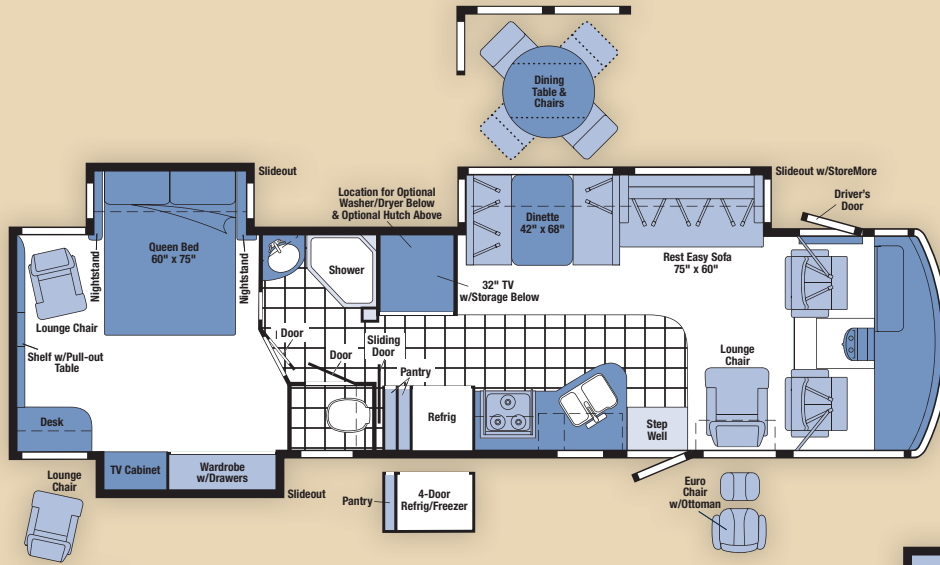 Dining
Table &
Chairs
Slideout
Location for Optional
Washer/Dryer Below
& Optional Hutch Above
Slideout w/StoreMore
Driver's
Door
Nightstand
Queen Bed
60" x 75"
Nightstand
Shower
Dinette
42" x 68"
Rest Easy Sofa
75" x 60"
32" TV
w/Storage Below
Lounge Chair
Shelf w/Pull-out
Table
Door
Door
Sliding
Door
Pantry
Lounge
Chair
Desk
Refrig
Step
Well
TV Cabinet
Wardrobe
w/Drawers
Slideout
Lounge
Chair
Pantry
4-Door
Refrig/Freezer
Euro
Chair
w/Ottoman